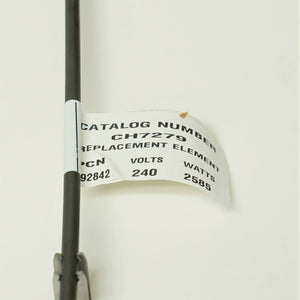 CATALOG NUMBER
CH7279
REPLACEMENT ELEMENT
PCN VOLTS WATTS
92842 240 2585